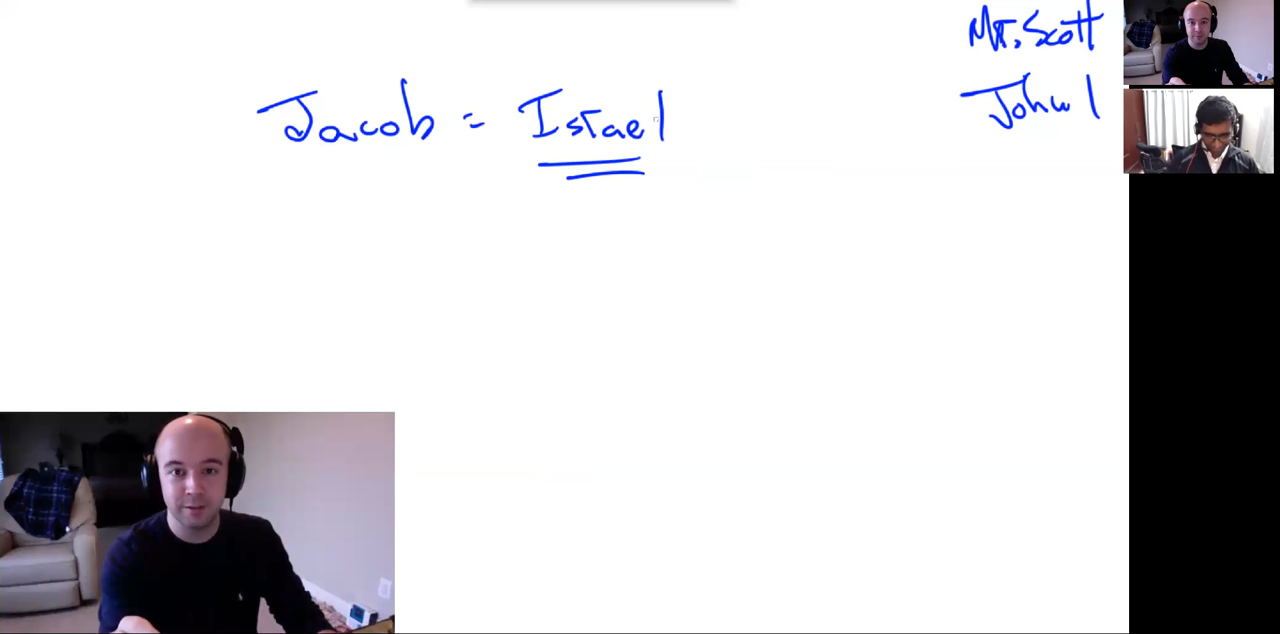 Mr. Scott
John 1
Jacob = Israel